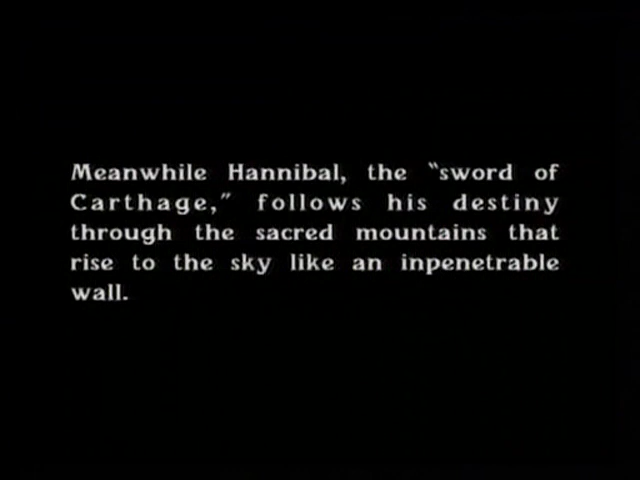 Meanwhile Hannibal, the "sword of
Carthage," follows his destiny
through the sacred mountains that
rise to the sky like an inpenetrable
wall.